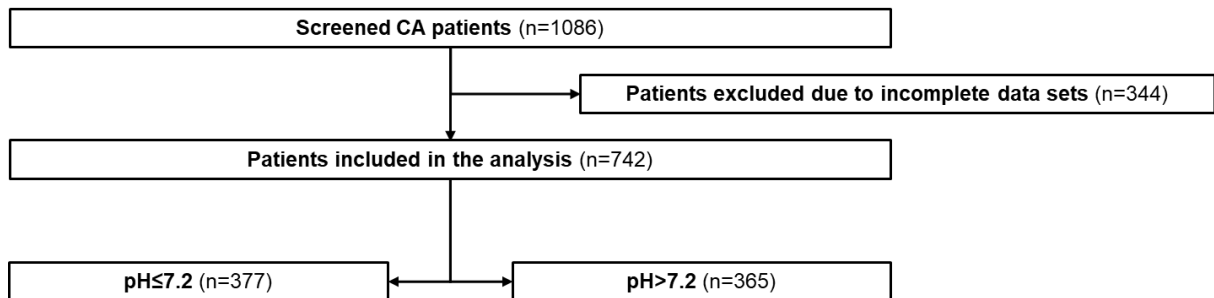 Screened CA patients (n=1086)
Patients excluded due to incomplete data sets (n=344)
Patients included in the analysis (n=742)
pH≤7.2 (n=377)
pH>7.2 (n=365)